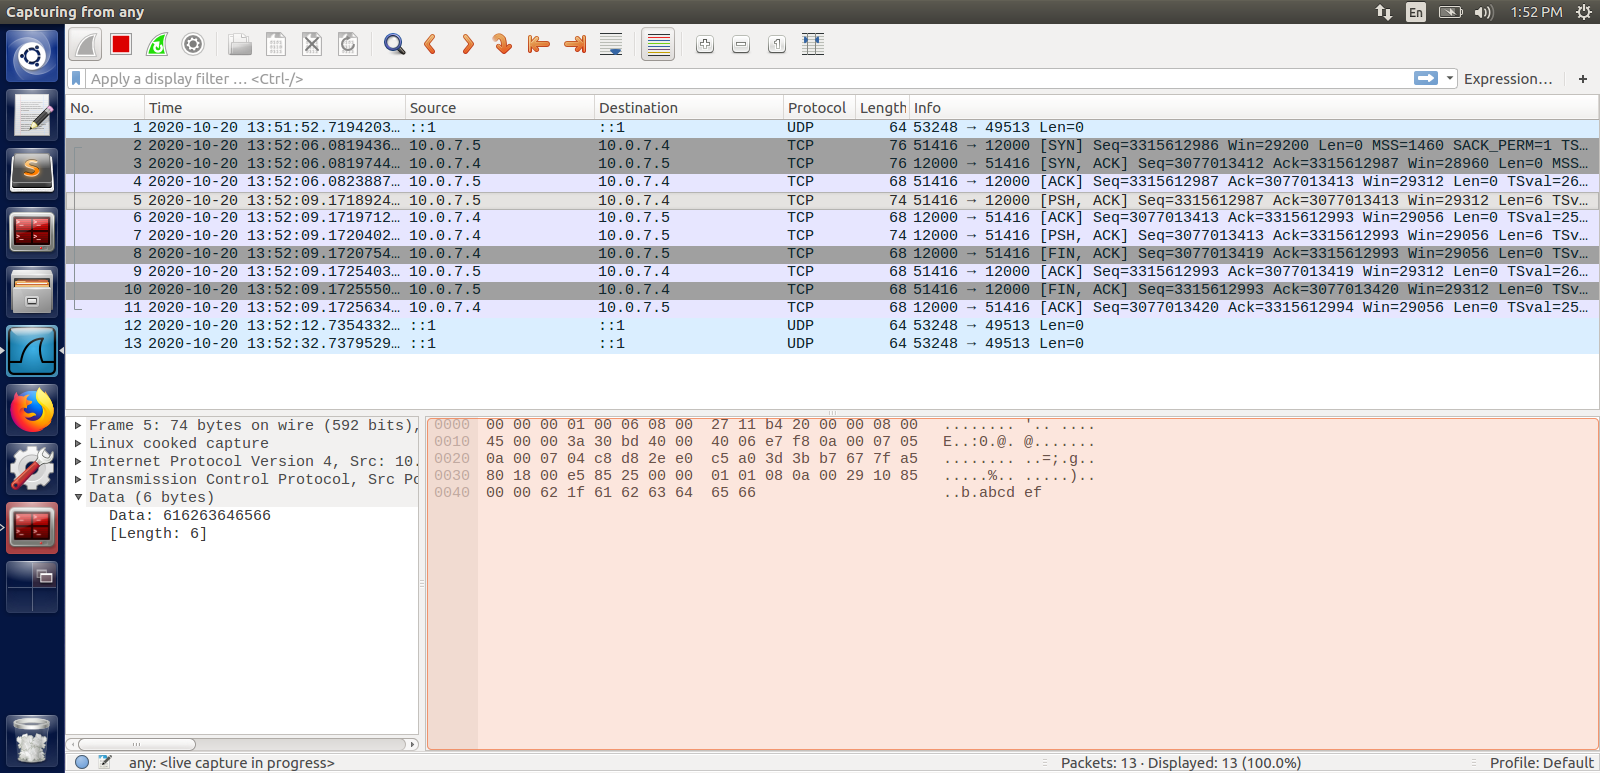 Capturing from any
En
1:52 PM
Apply a display filter … <Ctrl-/>
Expression…
+
No. Time Source Destination Protocol Length Info
1 2020-10-20 13:51:52.7194203… ::1 ::1 UDP 64 53248 → 49513 Len=0
2 2020-10-20 13:52:06.0819436… 10.0.7.5 10.0.7.4 TCP 76 51416 → 12000 [SYN] Seq=3315612986 Win=29200 Len=0 MSS=1460 SACK_PERM=1 TS…
3 2020-10-20 13:52:06.0819744… 10.0.7.4 10.0.7.5 TCP 76 12000 → 51416 [SYN, ACK] Seq=3077013412 Ack=3315612987 Win=28960 Len=0 MSS…
4 2020-10-20 13:52:06.0823887… 10.0.7.5 10.0.7.4 TCP 68 51416 → 12000 [ACK] Seq=3315612987 Ack=3077013413 Win=29312 Len=0 TSval=26…
5 2020-10-20 13:52:09.1718924… 10.0.7.5 10.0.7.4 TCP 74 51416 → 12000 [PSH, ACK] Seq=3315612987 Ack=3077013413 Win=29312 Len=6 TSv…
6 2020-10-20 13:52:09.1719712… 10.0.7.4 10.0.7.5 TCP 68 12000 → 51416 [ACK] Seq=3077013413 Ack=3315612993 Win=29056 Len=0 TSval=25…
7 2020-10-20 13:52:09.1720402… 10.0.7.4 10.0.7.5 TCP 74 12000 → 51416 [PSH, ACK] Seq=3077013413 Ack=3315612993 Win=29056 Len=6 TSv…
8 2020-10-20 13:52:09.1720754… 10.0.7.4 10.0.7.5 TCP 68 12000 → 51416 [FIN, ACK] Seq=3077013419 Ack=3315612993 Win=29056 Len=0 TSv…
9 2020-10-20 13:52:09.1725403… 10.0.7.5 10.0.7.4 TCP 68 51416 → 12000 [ACK] Seq=3315612993 Ack=3077013419 Win=29312 Len=0 TSval=26…
10 2020-10-20 13:52:09.1725550… 10.0.7.5 10.0.7.4 TCP 68 51416 → 12000 [FIN, ACK] Seq=3315612993 Ack=3077013420 Win=29312 Len=0 TSv…
11 2020-10-20 13:52:09.1725634… 10.0.7.4 10.0.7.5 TCP 68 12000 → 51416 [ACK] Seq=3077013420 Ack=3315612994 Win=29056 Len=0 TSval=25…
12 2020-10-20 13:52:12.7354332… ::1 ::1 UDP 64 53248 → 49513 Len=0
13 2020-10-20 13:52:32.7379529… ::1 ::1 UDP 64 53248 → 49513 Len=0
Frame 5: 74 bytes on wire (592 bits),
Linux cooked capture
Internet Protocol Version 4, Src: 10.
Transmission Control Protocol, Src Po
Data (6 bytes)
Data: 616263646566
[Length: 6]
0000 00 00 00 01 00 06 08 00 27 11 b4 20 00 00 08 00 ........ '.. ....
0010 45 00 00 3a 30 bd 40 00 40 06 e7 f8 0a 00 07 05 E..:0.@. @.......
0020 0a 00 07 04 c8 d8 2e e0 c5 a0 3d 3b b7 67 7f a5 ........ ..=;.g..
0030 80 18 00 e5 85 25 00 00 01 01 08 0a 00 29 10 85 .....%.. .....)..
0040 00 00 62 1f 61 62 63 64 65 66 ..b.abcd ef
any: <live capture in progress>
Packets: 13 · Displayed: 13 (100.0%)
Profile: Default